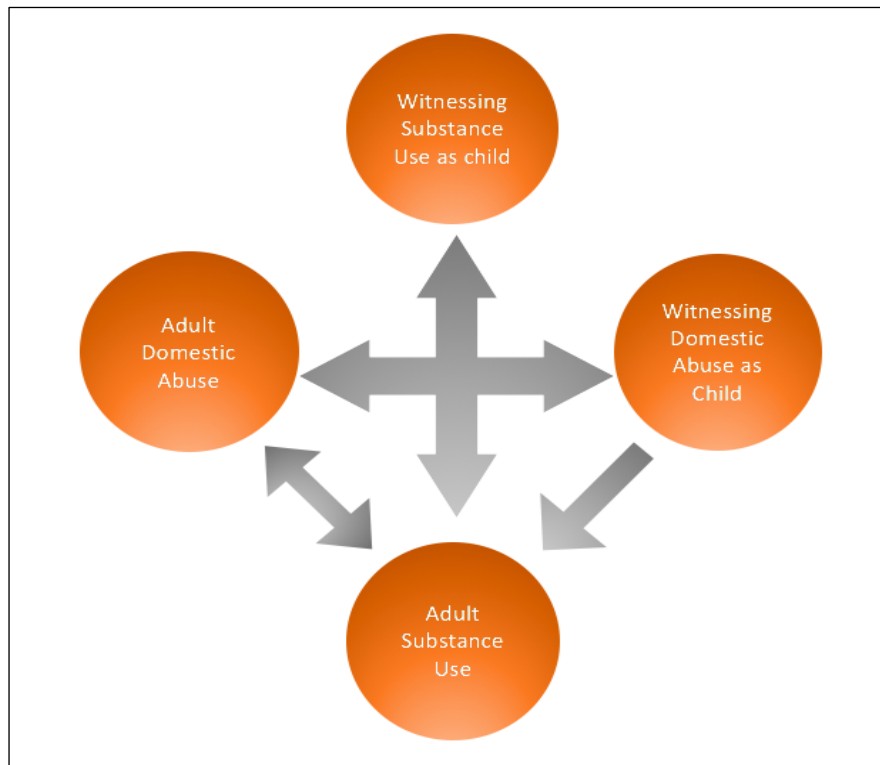 Witnessing
Substance
Use as child
Adult
Domestic
Abuse
Witnessing
Domestic
Abuse as
Child
Adult
Substance
Use